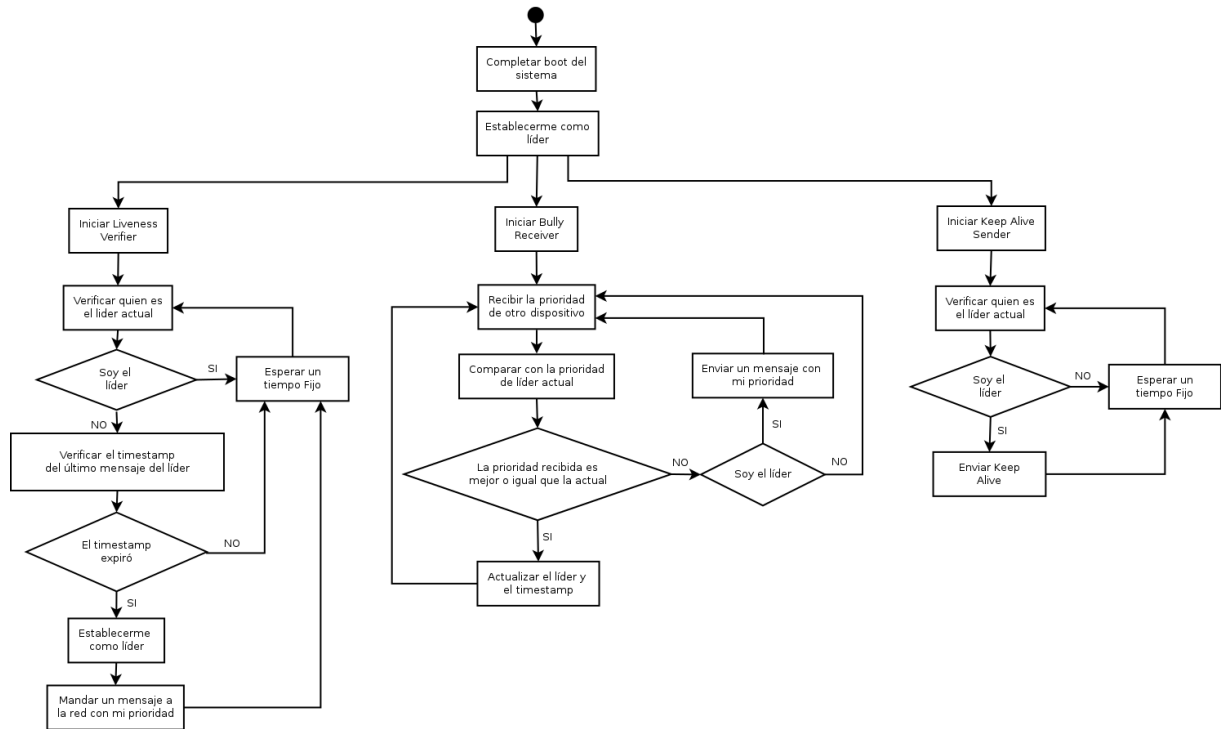 Completar boot del
sistema
Establecerme como
líder
Iniciar Liveness
Verifier
Verificar quien es
el lider actual
Soy el
líder
SI
Esperar un
tiempo Fijo
NO
Verificar el timestamp
del último mensaje del líder
El timestamp
expiró
NO
SI
Establecerme
como líder
Mandar un mensaje a
la red con mi prioridad
Iniciar Bully
Receiver
Recibir la prioridad
de otro dispositivo
Comparar con la prioridad
de líder actual
La prioridad recibida es
mejor o igual que la actual
NO
Soy el líder
SI
Enviar un mensaje con
mi prioridad
NO
SI
Actualizar el líder y
el timestamp
Iniciar Keep Alive
Sender
Verificar quien es
el líder actual
Soy el
líder
NO
Esperar un
tiempo Fijo
SI
Enviar Keep
Alive